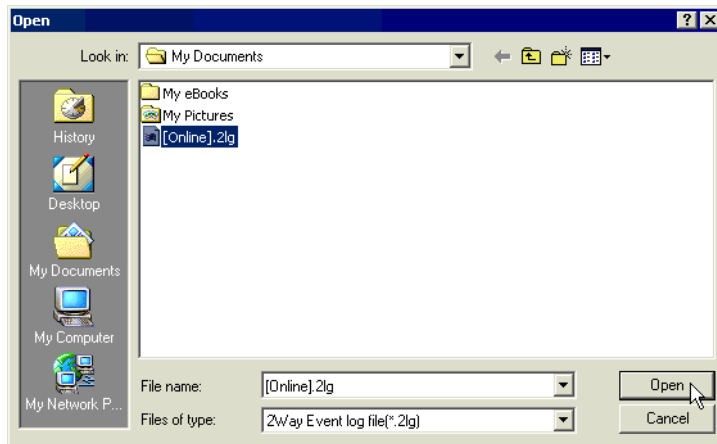 Open
Look in: My Documents
My eBooks
My Pictures
[Online].2lg
History
Desktop
My Documents
My Computer
My Network P...
File name: [Online].2lg Open
Files of type: 2Way Event log file(*.2lg) Cancel